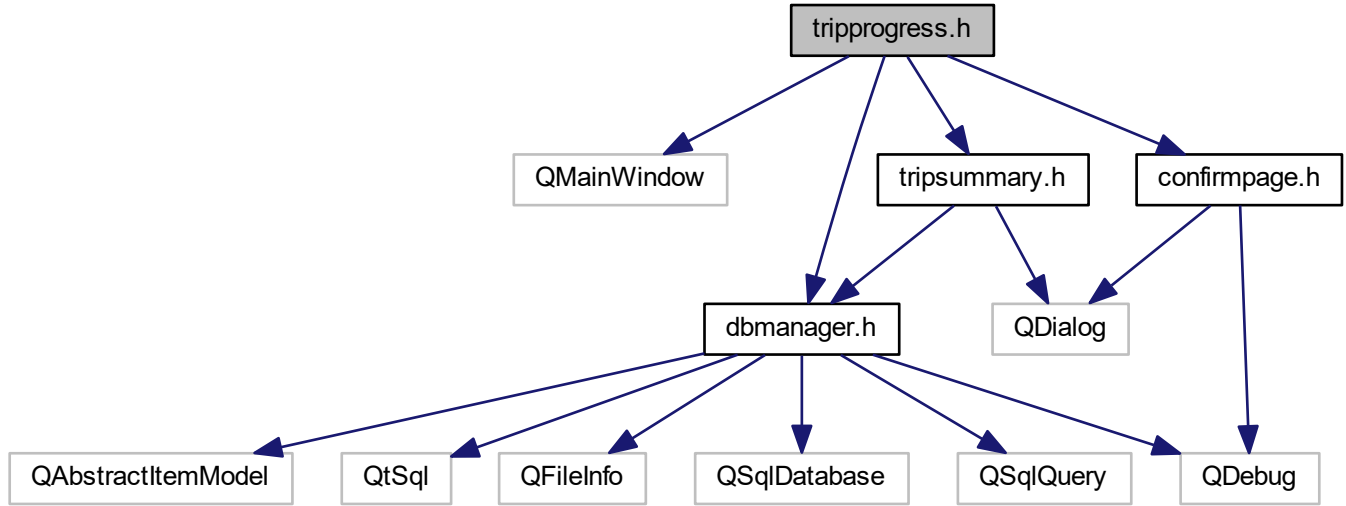 tripprogress.h
QMainWindow
tripsummary.h
confirmpage.h
dbmanager.h
QDialog
QAbstractItemModel
QtSql
QFileInfo
QSqlDatabase
QSqlQuery
QDebug